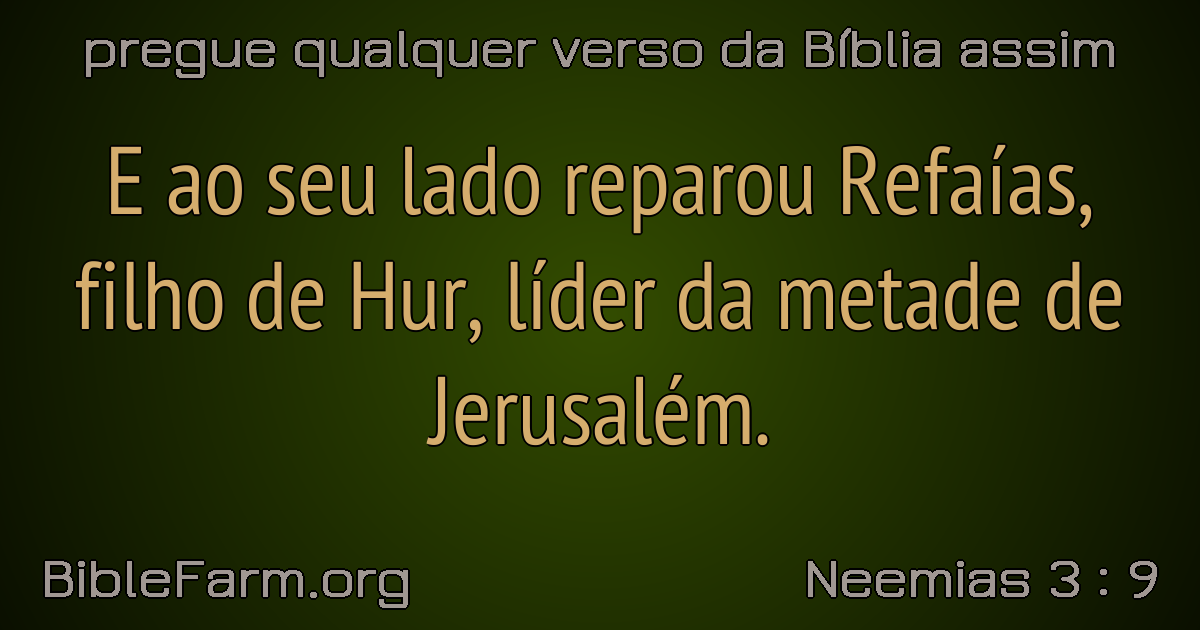 pregue qualquer verso da Bíblia assim
E ao seu lado reparou Refaías,
filho de Hur, líder da metade de
Jerusalém.
BibleFarm.org
Neemias 3 : 9